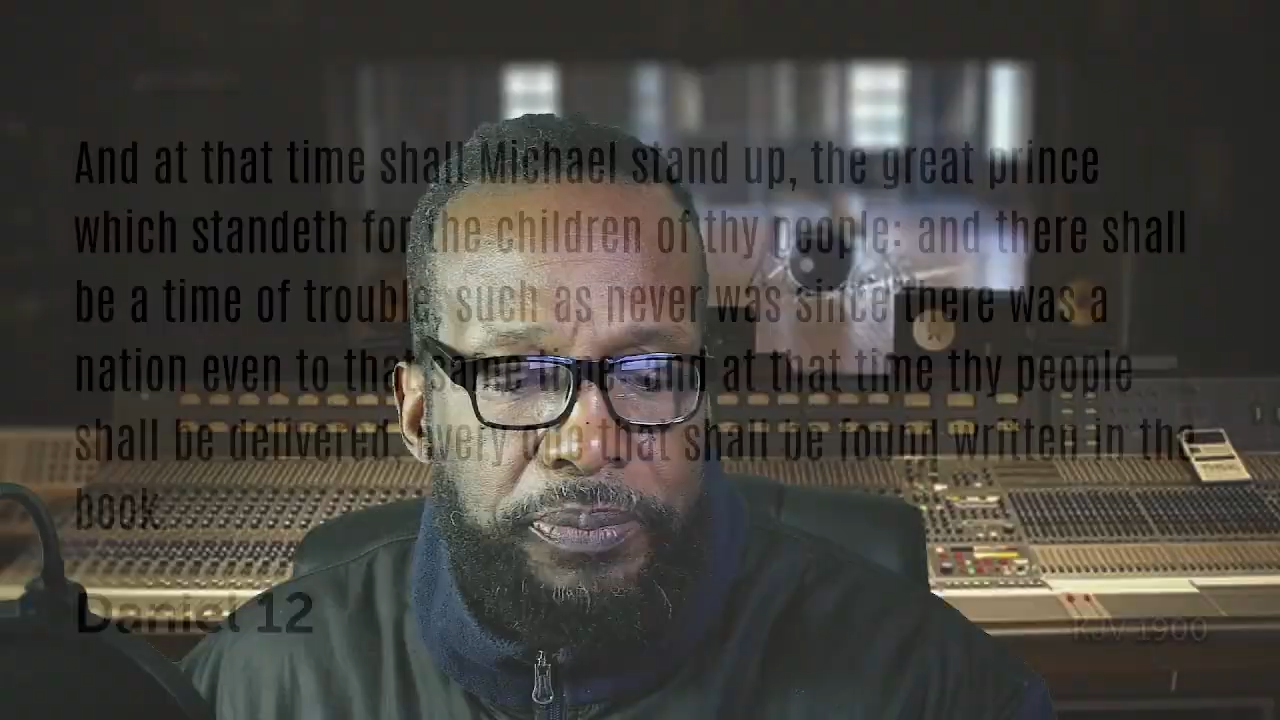 And at that time shall Michael stand up, the great prince
which standeth for the children of thy people: and there shall
be a time of trouble, such as never was since there was a
nation even to that same time: and at that time thy people
shall be delivered, every one that shall be found written in the
book.
Daniel 12
KJV 1900